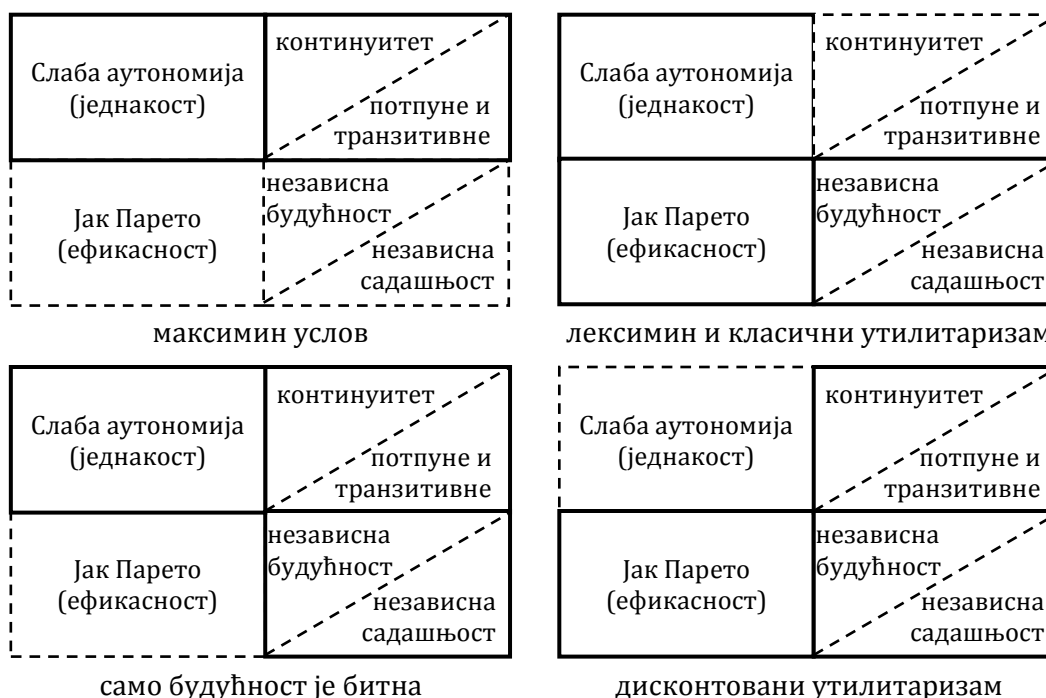 Слаба аутономија
(једнакост)
континуитет
потпуне и
транзитивне
Јак Парето
(ефикасност)
независна
будућност
независна
садашњост
максимин услов
Слаба аутономија
(једнакост)
континуитет
потпуне и
транзитивне
Јак Парето
(ефикасност)
независна
будућност
независна
садашњост
лексимин и класични утилитаризам
Слаба аутономија
(једнакост)
континуитет
потпуне и
транзитивне
Јак Парето
(ефикасност)
независна
будућност
независна
садашњост
само будућност је битна
Слаба аутономија
(једнакост)
континуитет
потпуне и
транзитивне
Јак Парето
(ефикасност)
независна
будућност
независна
садашњост
дисконтовани утилитаризам